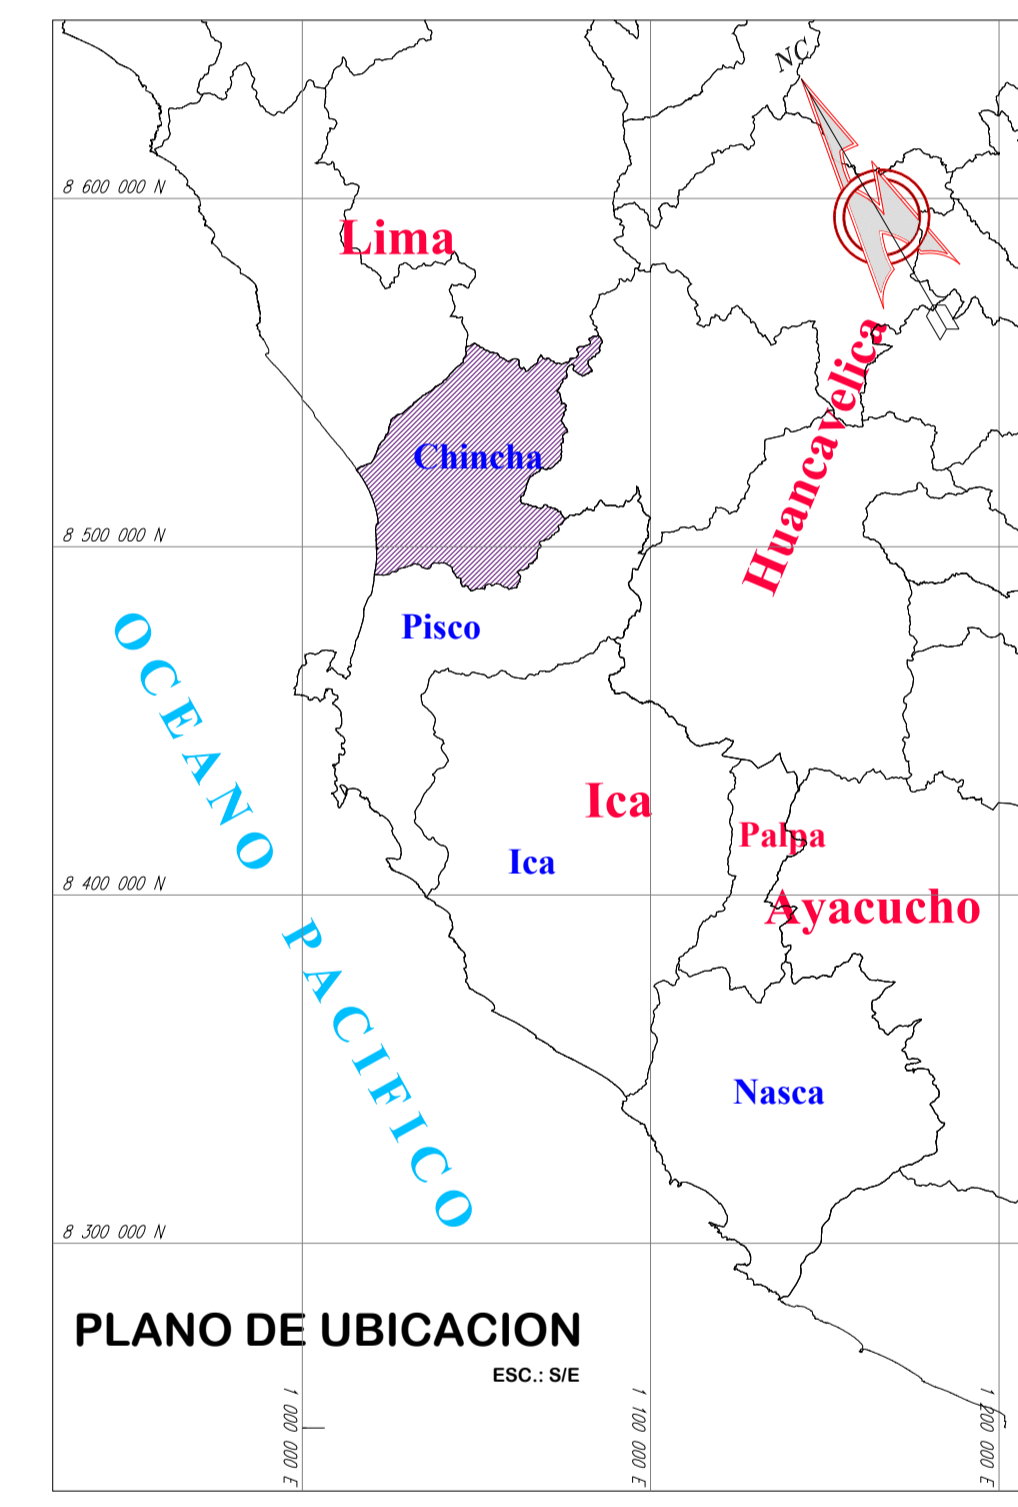 NC
8 600 000 N
Lima
Huancavelica
Chincha
8 500 000 N
Pisco
OCEANO PACIFICO
Ica
Palpa
Ica
8 400 000 N
Ayacucho
Nasca
8 300 000 N
PLANO DE UBICACION
ESC.: S/E
1 000 000 E
1 100 000 E
1 200 000 E